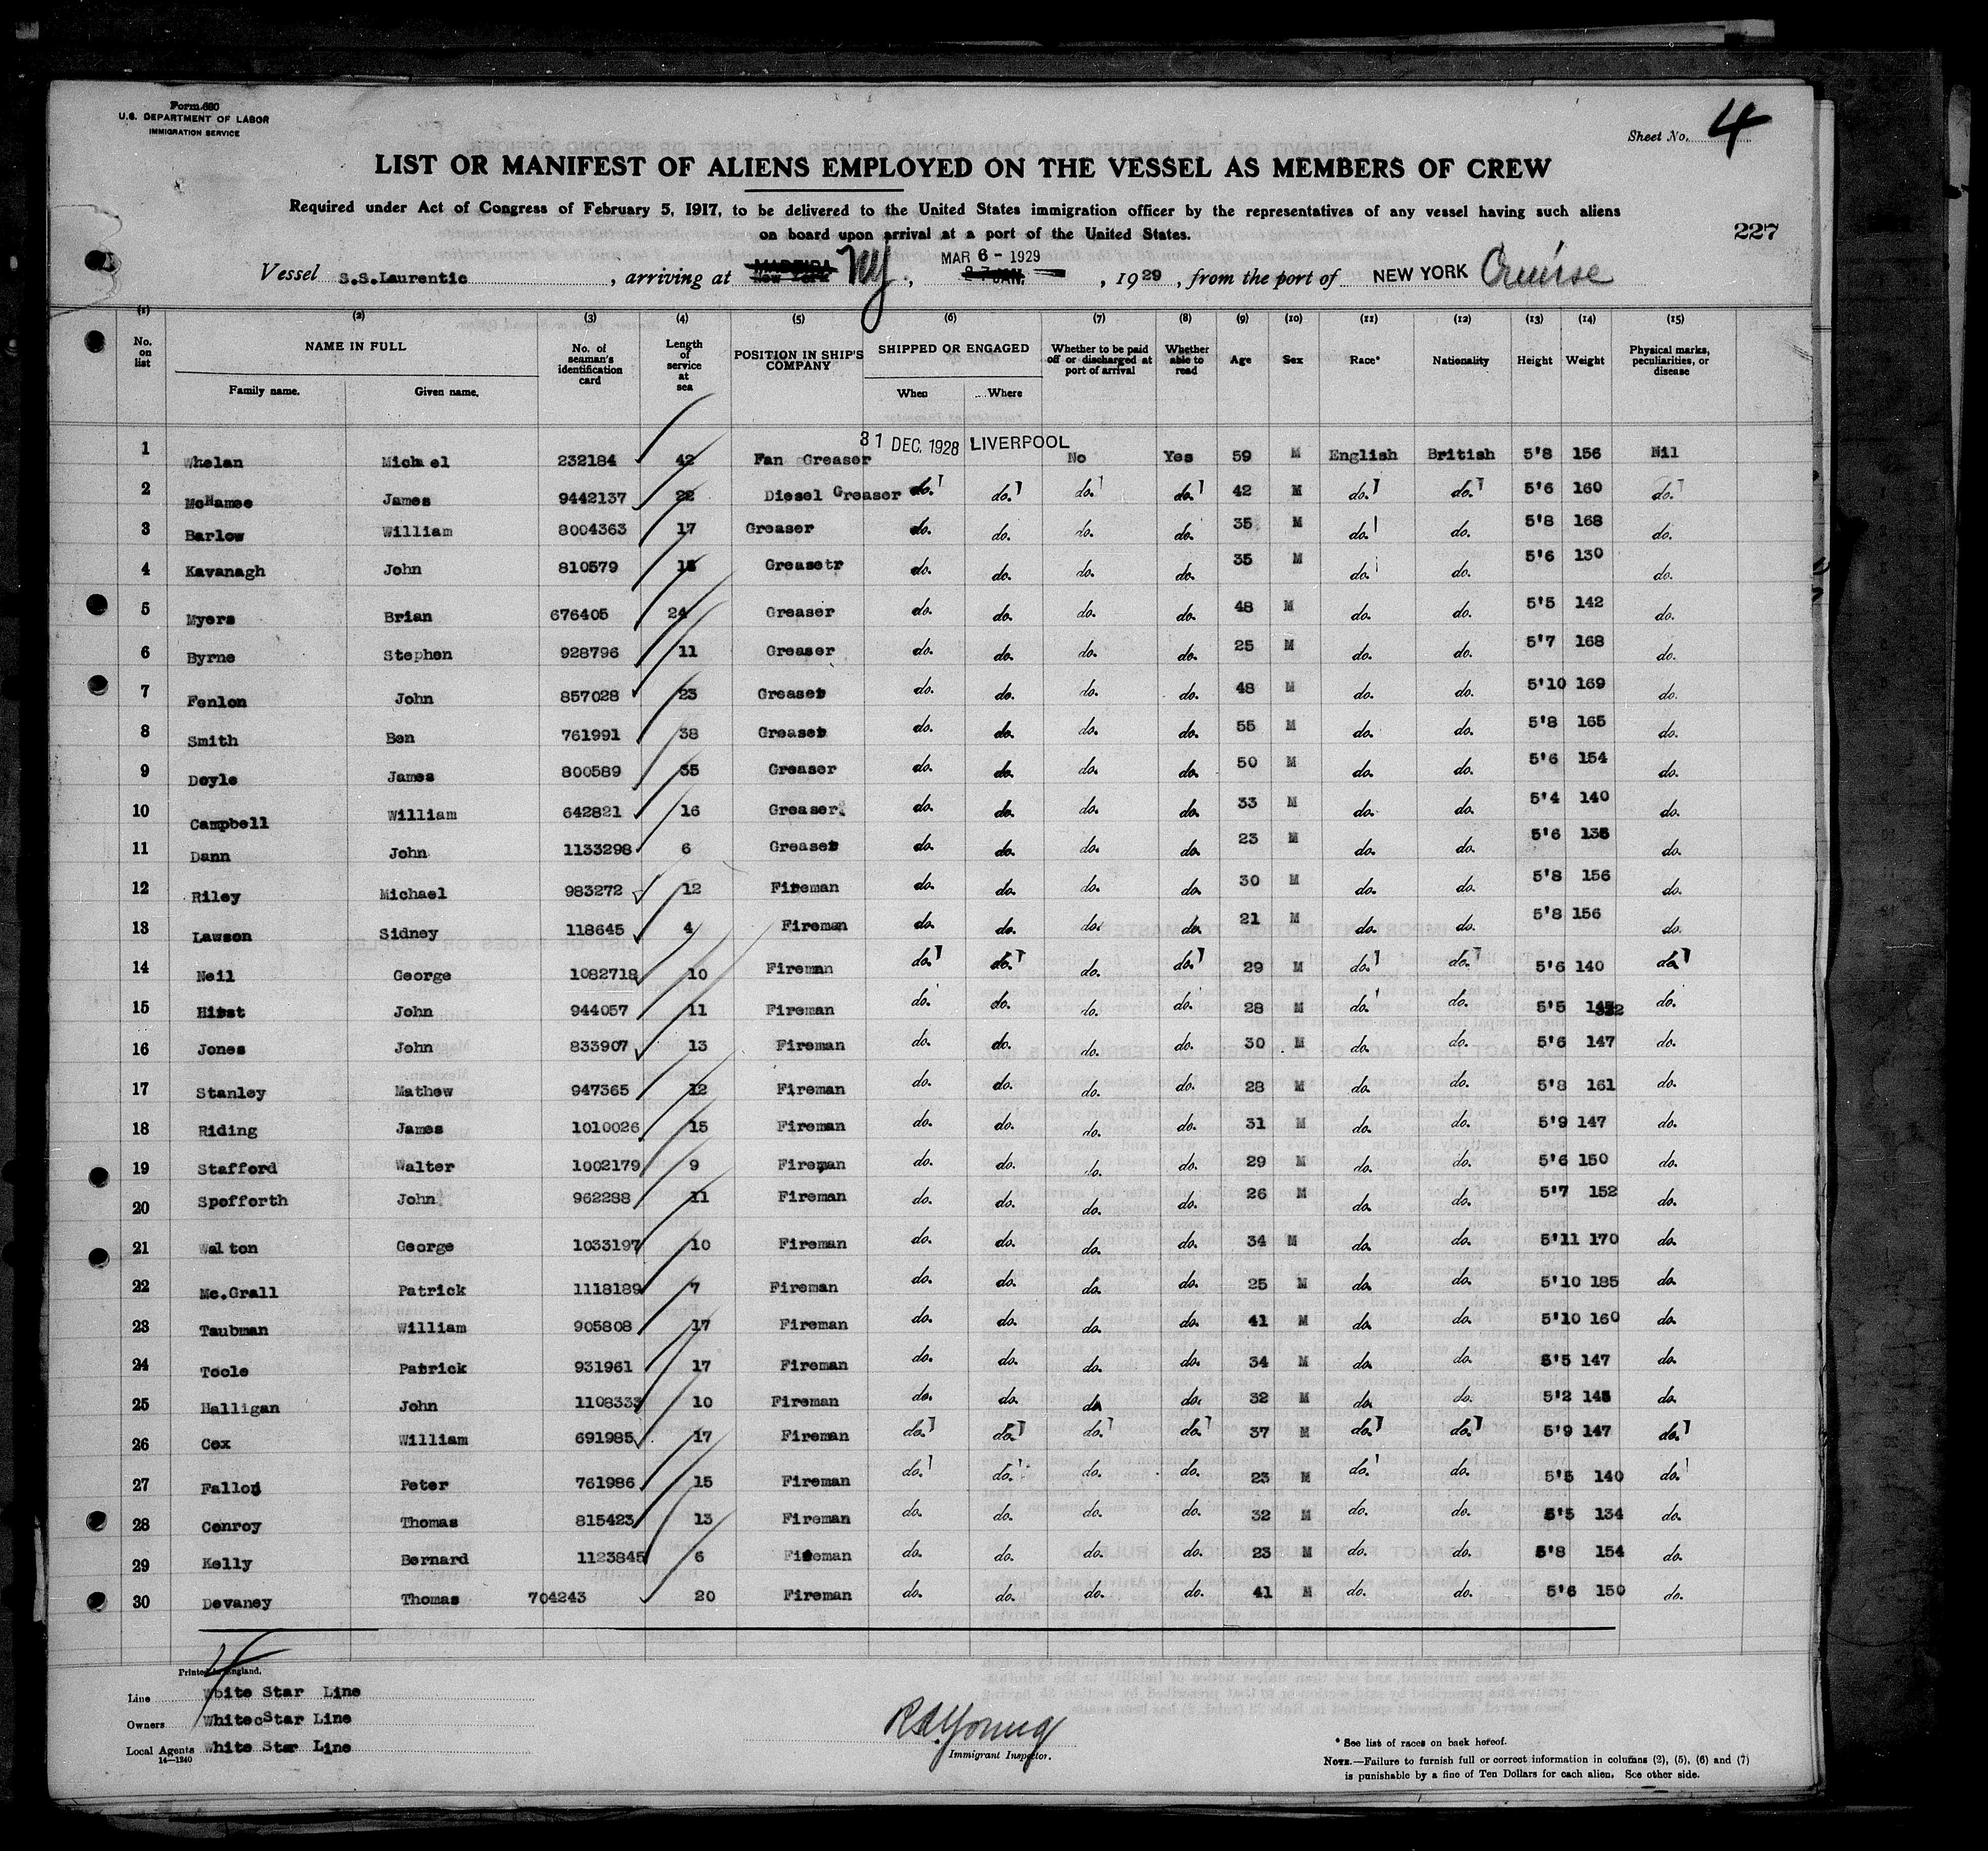 Form 680
U.S. DEPARTMENT OF LABOR
IMMIGRATION SERVICE
Sheet No. 4
LIST OR MANIFEST OF ALIENS EMPLOYED ON THE VESSEL AS MEMBERS OF CREW
Required under Act of Congress of February 5, 1917, to be delivered to the United States immigration officer by the representatives of any vessel having such aliens
on board upon arrival at a port of the United States.
227
Vessel S.S.Laurentic, arriving at MADEIRA New York NY, MAR 6 - 1929 27 JAN., 1929, from the port of NEW YORK Cruise
(1) (2) (3) (4) (5) (6) (7) (8) (9) (10) (11) (12) (13) (14) (15)
No. on list NAME IN FULL Family name. Given name. No. of seaman's identification card Length of service at sea POSITION IN SHIP'S COMPANY SHIPPED OR ENGAGED When Where Whether to be paid off or discharged at port of arrival Whether able to read Age Sex Race* Nationality Height Weight Physical marks, peculiarities, or disease
1 Whelan Michael 232184 42 Fan Greaser 31 DEC. 1928 LIVERPOOL No Yes 59 M English British 5'8 156 Nil
2 McNamee James 9442137 22 Diesel Greaser do. do. do. do. 42 M do. do. 5'6 160 do.
3 Barlow William 8004363 17 Greaser do. do. do. do. 35 M do. do. 5'8 168 do.
4 Kavanagh John 810579 15 Greasetr do. do. do. do. 35 M do. do. 5'6 130 do.
5 Myers Brian 676405 24 Greaser do. do. do. do. 48 M do. do. 5'5 142 do.
6 Byrne Stephen 928796 11 Greaser do. do. do. do. 25 M do. do. 5'7 168 do.
7 Fenlon John 857028 23 Greaser do. do. do. do. 48 M do. do. 5'10 169 do.
8 Smith Ben 761991 38 Greaser do. do. do. do. 55 M do. do. 5'8 165 do.
9 Doyle James 800589 35 Greaser do. do. do. do. 50 M do. do. 5'6 154 do.
10 Campbell William 642821 16 Greaser do. do. do. do. 33 M do. do. 5'4 140 do.
11 Dann John 1133298 6 Greaser do. do. do. do. 23 M do. do. 5'6 135 do.
12 Riley Michael 983272 12 Fireman do. do. do. do. 30 M do. do. 5'8 156 do.
13 Lawson Sidney 118645 4 Fireman do. do. do. do. 21 M do. do. 5'8 156 do.
14 Neil George 1082718 10 Fireman do. do. do. do. 29 M do. do. 5'6 140 do.
15 Hirst John 944057 11 Fireman do. do. do. do. 28 M do. do. 5'5 do.
16 Jones John 833907 13 Fireman do. do. do. do. 30 M do. do. 5'6 147 do.
17 Stanley Mathew 947365 12 Fireman do. do. do. do. 28 M do. do. 5'8 161 do.
18 Riding James 1010026 15 Fireman do. do. do. do. 31 M do. do. 5'9 147 do.
19 Stafford Walter 1002179 9 Fireman do. do. do. do. 29 M do. do. 5'6 150 do.
20 Spofforth John 962288 11 Fireman do. do. do. do. 26 M do. do. 5'7 152 do.
21 Walton George 1033197 10 Fireman do. do. do. do. 34 M do. do. 5'11 170 do.
22 Mc.Grall Patrick 1118189 7 Fireman do. do. do. do. 25 M do. do. 5'10 185 do.
23 Taubman William 905808 17 Fireman do. do. do. do. 41 M do. do. 5'10 160 do.
24 Toole Patrick 931961 17 Fireman do. do. do. do. 34 M do. do. 5'5 147 do.
25 Halligan John 1108333 10 Fireman do. do. do. do. 32 M do. do. 5'2 145 do.
26 Cox William 691985 17 Fireman do. do. do. do. 37 M do. do. 5'9 147 do.
27 Fallon Peter 761986 15 Fireman do. do. do. do. 23 M do. do. 5'5 140 do.
28 Conroy Thomas 815423 13 Fireman do. do. do. do. 32 M do. do. 5'5 134 do.
29 Kelly Bernard 1123845 6 Fireman do. do. do. do. 23 M do. do. 5'8 154 do.
30 Devaney Thomas 704243 20 Fireman do. do. do. do. 41 M do. do. 5'6 150 do.
Printed in England.
Line White Star Line
Owners WhitecStar Line
Local Agents White Star Line
14—1240
R.A. Young
Immigrant Inspector.
* See list of races on back hereof.
NOTE.—Failure to furnish full or correct information in columns (2), (5), (6) and (7)
is punishable by a fine of Ten Dollars for each alien. See other side.